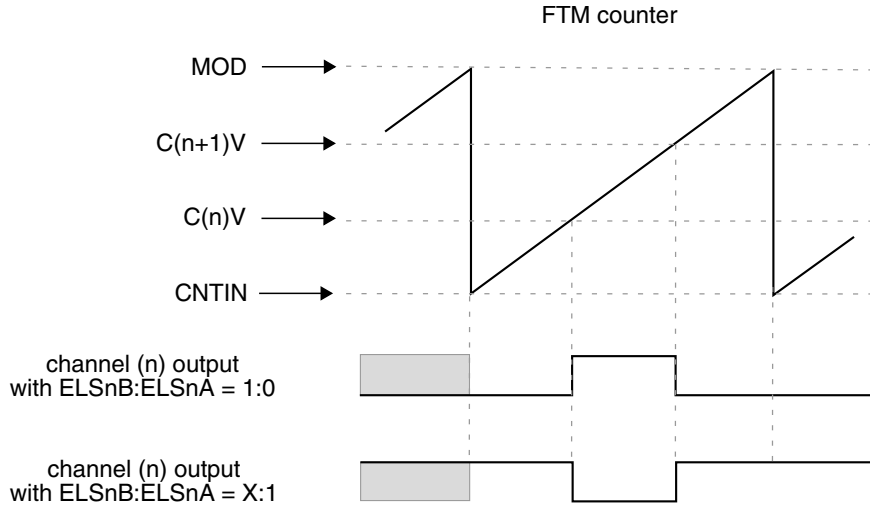 FTM counter
MOD
C(n+1)V
C(n)V
CNTIN
channel (n) output
with ELSnB:ELSnA = 1:0
channel (n) output
with ELSnB:ELSnA = X:1